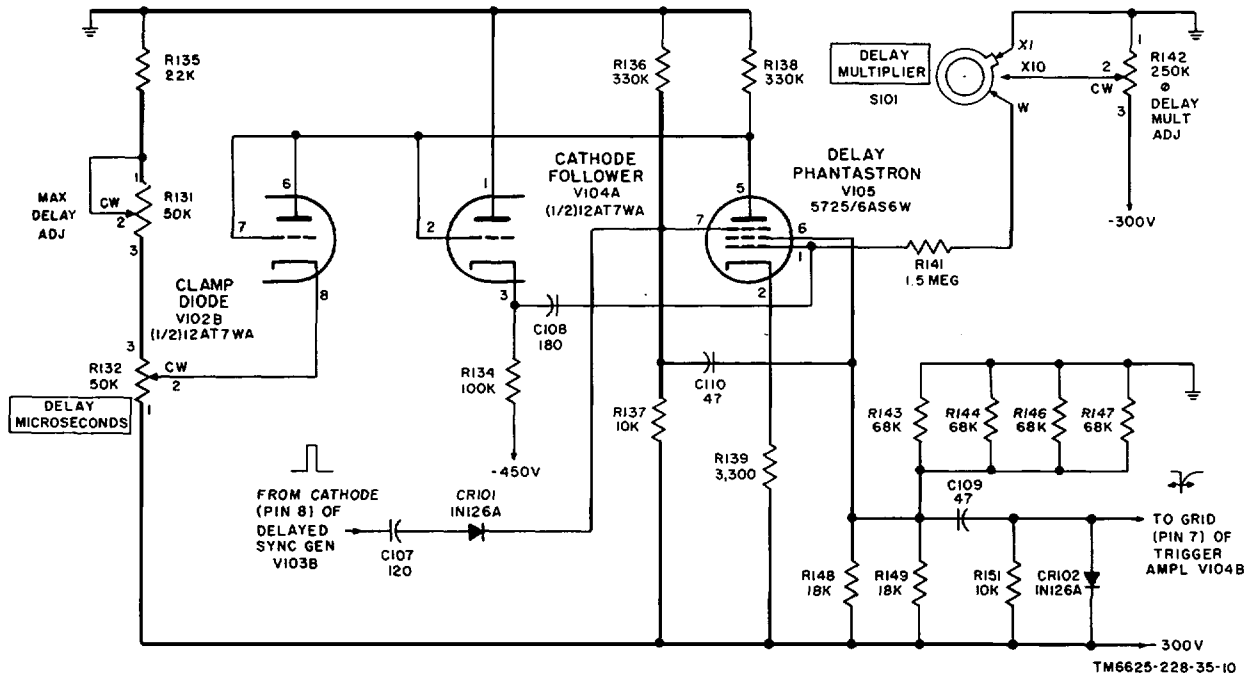 R135
22K
R136
330K
R138
330K
DELAY
MULTIPLIER
S101
X1
X10
W
1
2
CW
3
R142
250K
Ø
DELAY
MULT
ADJ
-300V
MAX
DELAY
ADJ
1
CW
2
3
R131
50K
6
7
8
CLAMP
DIODE
V102B
(1/2)12AT7WA
1
2
3
CATHODE
FOLLOWER
V104A
(1/2)12AT7WA
DELAY
PHANTASTRON
V105
5725/6AS6W
5
7
6
1
2
R141
1.5 MEG
C108
180
R134
100K
-450V
C110
47
R137
10K
R139
3,300
3
R132
50K
CW
2
1
DELAY
MICROSECONDS
FROM CATHODE
(PIN 8) OF
DELAYED
SYNC GEN
V103B
C107
120
CR101
1N126A
R143
68K
R144
68K
R146
68K
R147
68K
C109
47
R148
18K
R149
18K
R151
10K
CR102
1N126A
TO GRID
(PIN 7) OF
TRIGGER
AMPL V104B
300V
TM6625-228-35-10